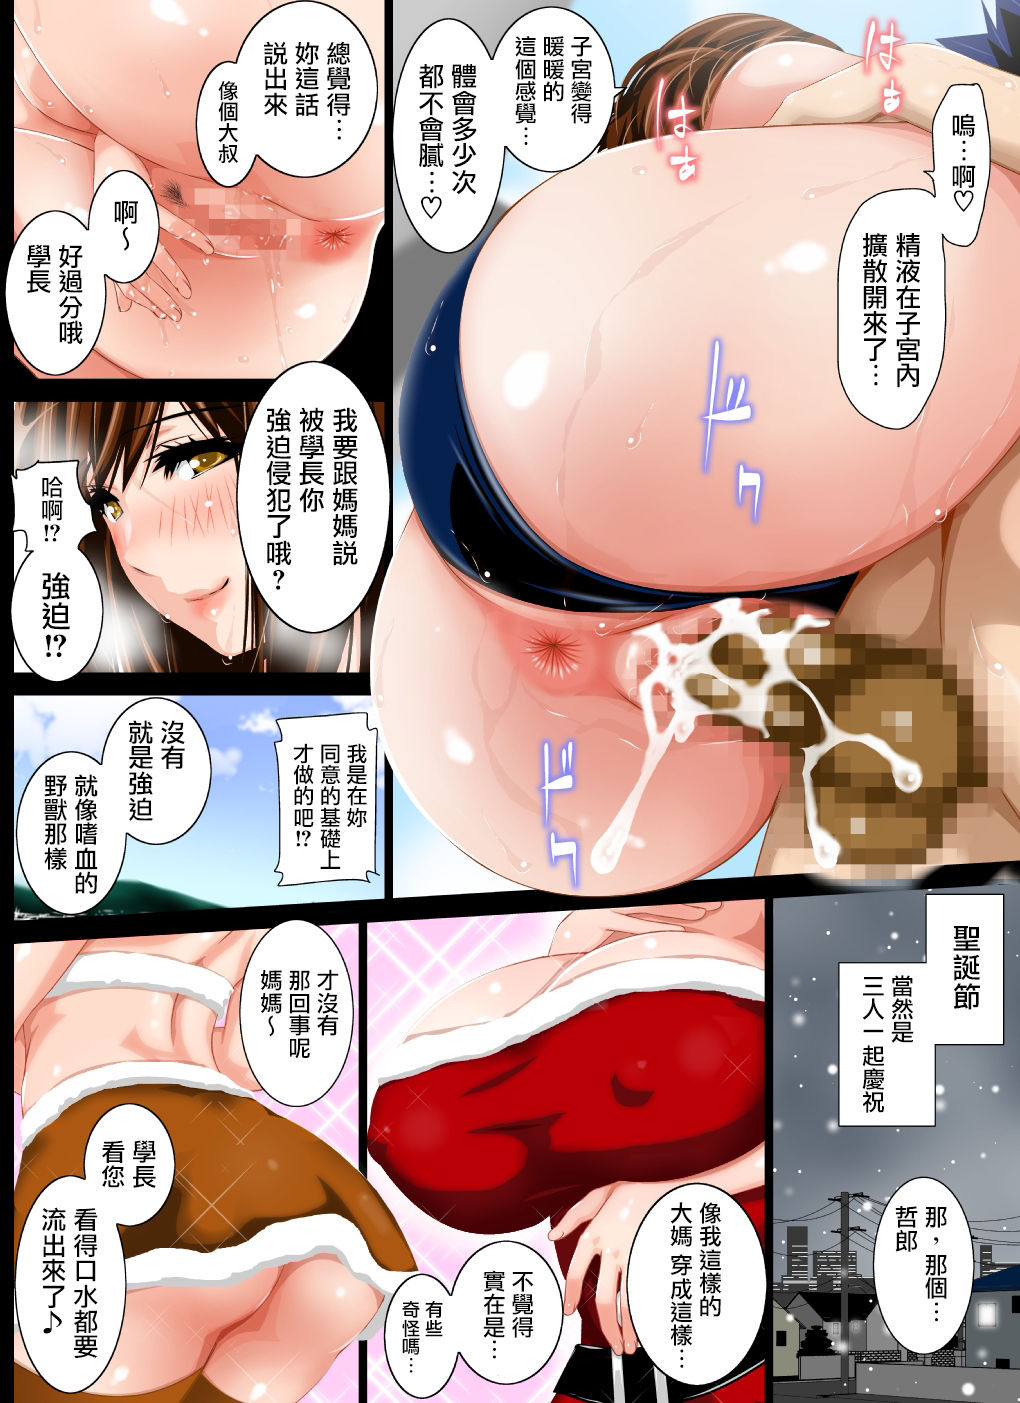 嗚…啊♡
精液在子宮內
擴散開來了…
はぁ
はぁ
子宮變得
暖暖的
這個感覺…
體會多少次
都不會膩…♡
ドクン
ドク
總覺得…
妳這話
説出來
像個大叔
啊～
好過分哦
學長
我要跟媽媽説
被學長你
強迫侵犯了哦？
哈啊!?
強迫!?
我是在妳
同意的基礎上
才做的吧!?
沒有
就是強迫
就像嗜血的
野獸那樣
聖誕節
當然是
三人一起慶祝
那，那個…
哲郎
像我這樣的
大媽 穿成這樣…
不覺得
實在是…
有些
奇怪嗎…
才沒有
那回事呢
媽媽～
學長
看您
看得口水都要
流出來了♪